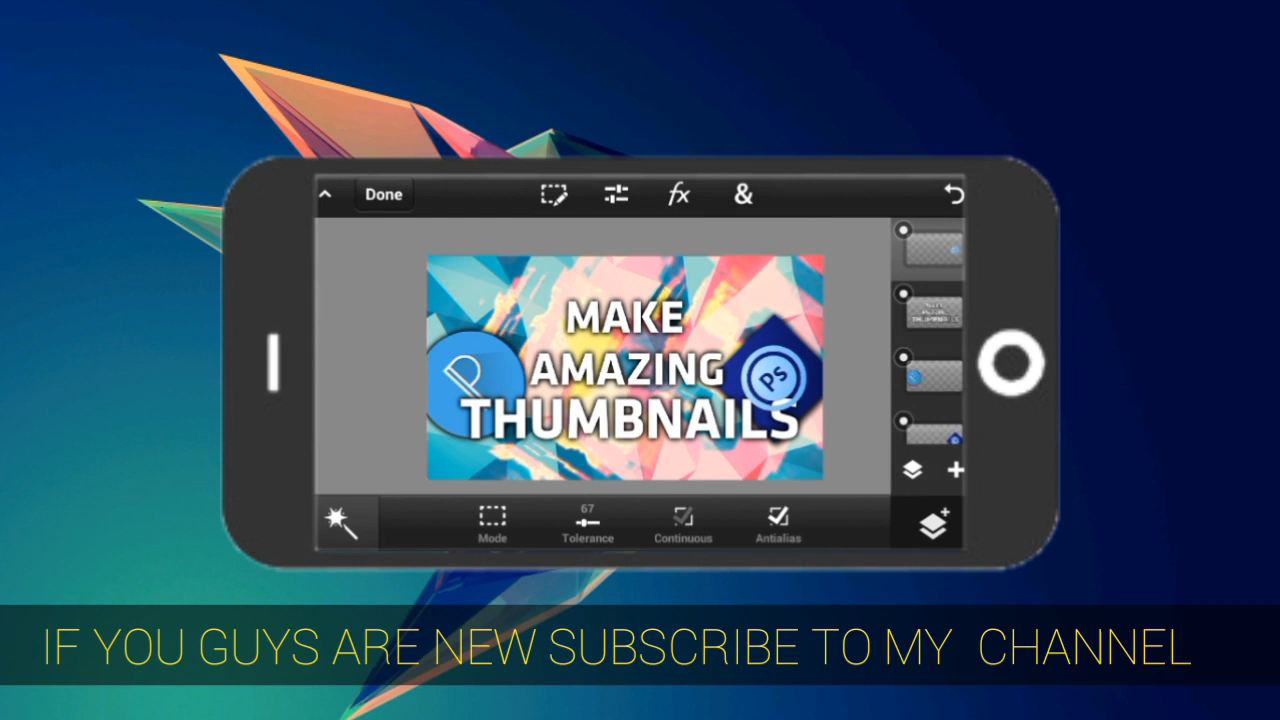 Done
fx
&
MAKE
AMAZING
Ps
THUMBNAILS
67
Mode
Tolerance
Continuous
Antialias
IF YOU GUYS ARE NEW SUBSCRIBE TO MY CHANNEL